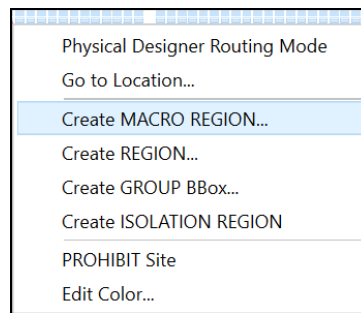 Physical Designer Routing Mode
Go to Location...
Create MACRO REGION...
Create REGION...
Create GROUP BBox...
Create ISOLATION REGION
PROHIBIT Site
Edit Color...